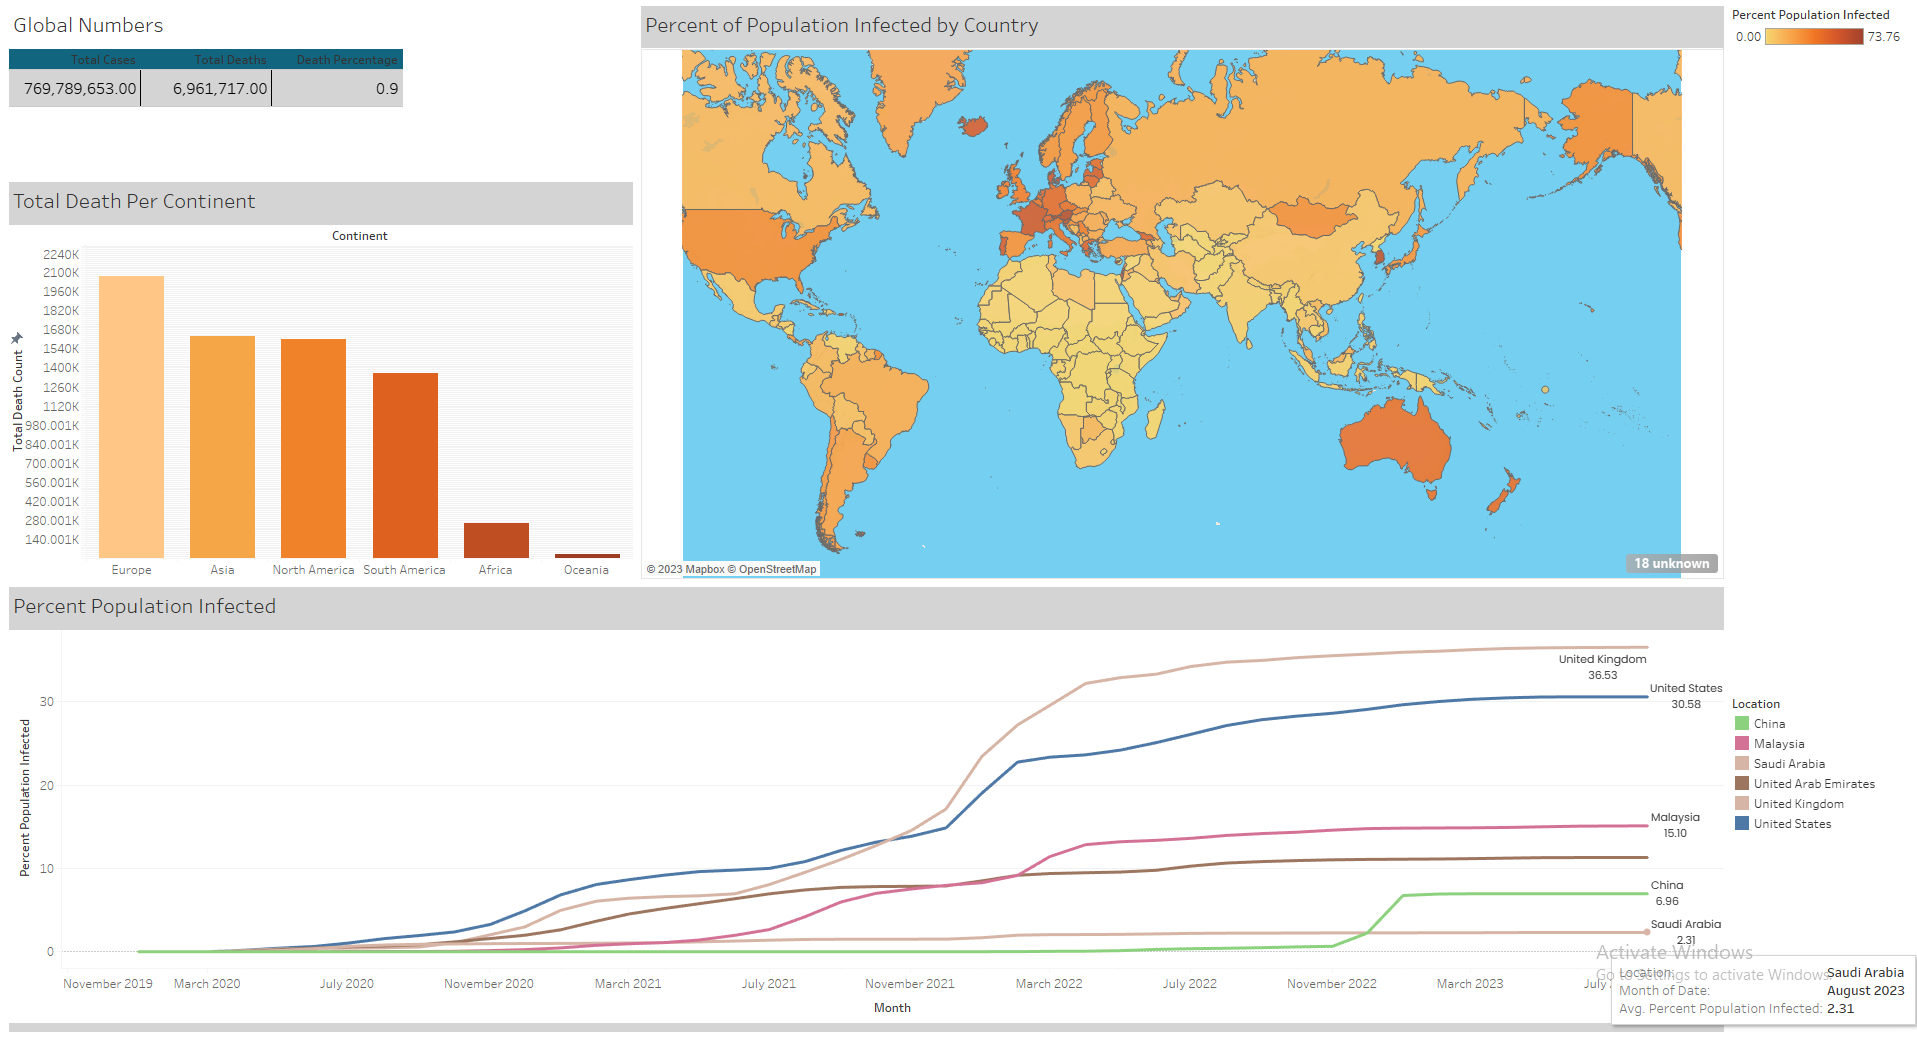 Global Numbers
Total Cases Total Deaths Death Percentage
769,789,653.00 6,961,717.00 0.9
Total Death Per Continent
Continent
Total Death Count
2240K
2100K
1960K
1820K
1680K
1540K
1400K
1260K
1120K
980.001K
840.001K
700.001K
560.001K
420.001K
280.001K
140.001K
Europe Asia North America South America Africa Oceania
Percent of Population Infected by Country
© 2023 Mapbox © OpenStreetMap
18 unknown
Percent Population Infected
0.00 73.76
Percent Population Infected
Percent Population Infected
30
20
10
0
United Kingdom
36.53
United States
30.58
Malaysia
15.10
China
6.96
Saudi Arabia
2.31
November 2019 March 2020 July 2020 November 2020 March 2021 July 2021 November 2021 March 2022 July 2022 November 2022 March 2023 July
Month
Location
China
Malaysia
Saudi Arabia
United Arab Emirates
United Kingdom
United States
Activate Windows
Go to Settings to activate Windows.
Location: Saudi Arabia
Month of Date: August 2023
Avg. Percent Population Infected: 2.31